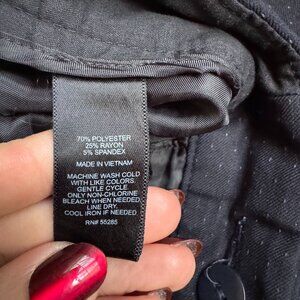 70% POLYESTER
25% RAYON
5% SPANDEX
MADE IN VIETNAM
MACHINE WASH COLD
WITH LIKE COLORS.
GENTLE CYCLE.
ONLY NON-CHLORINE
BLEACH WHEN NEEDED.
LINE DRY.
COOL IRON IF NEEDED.
RN# 55285